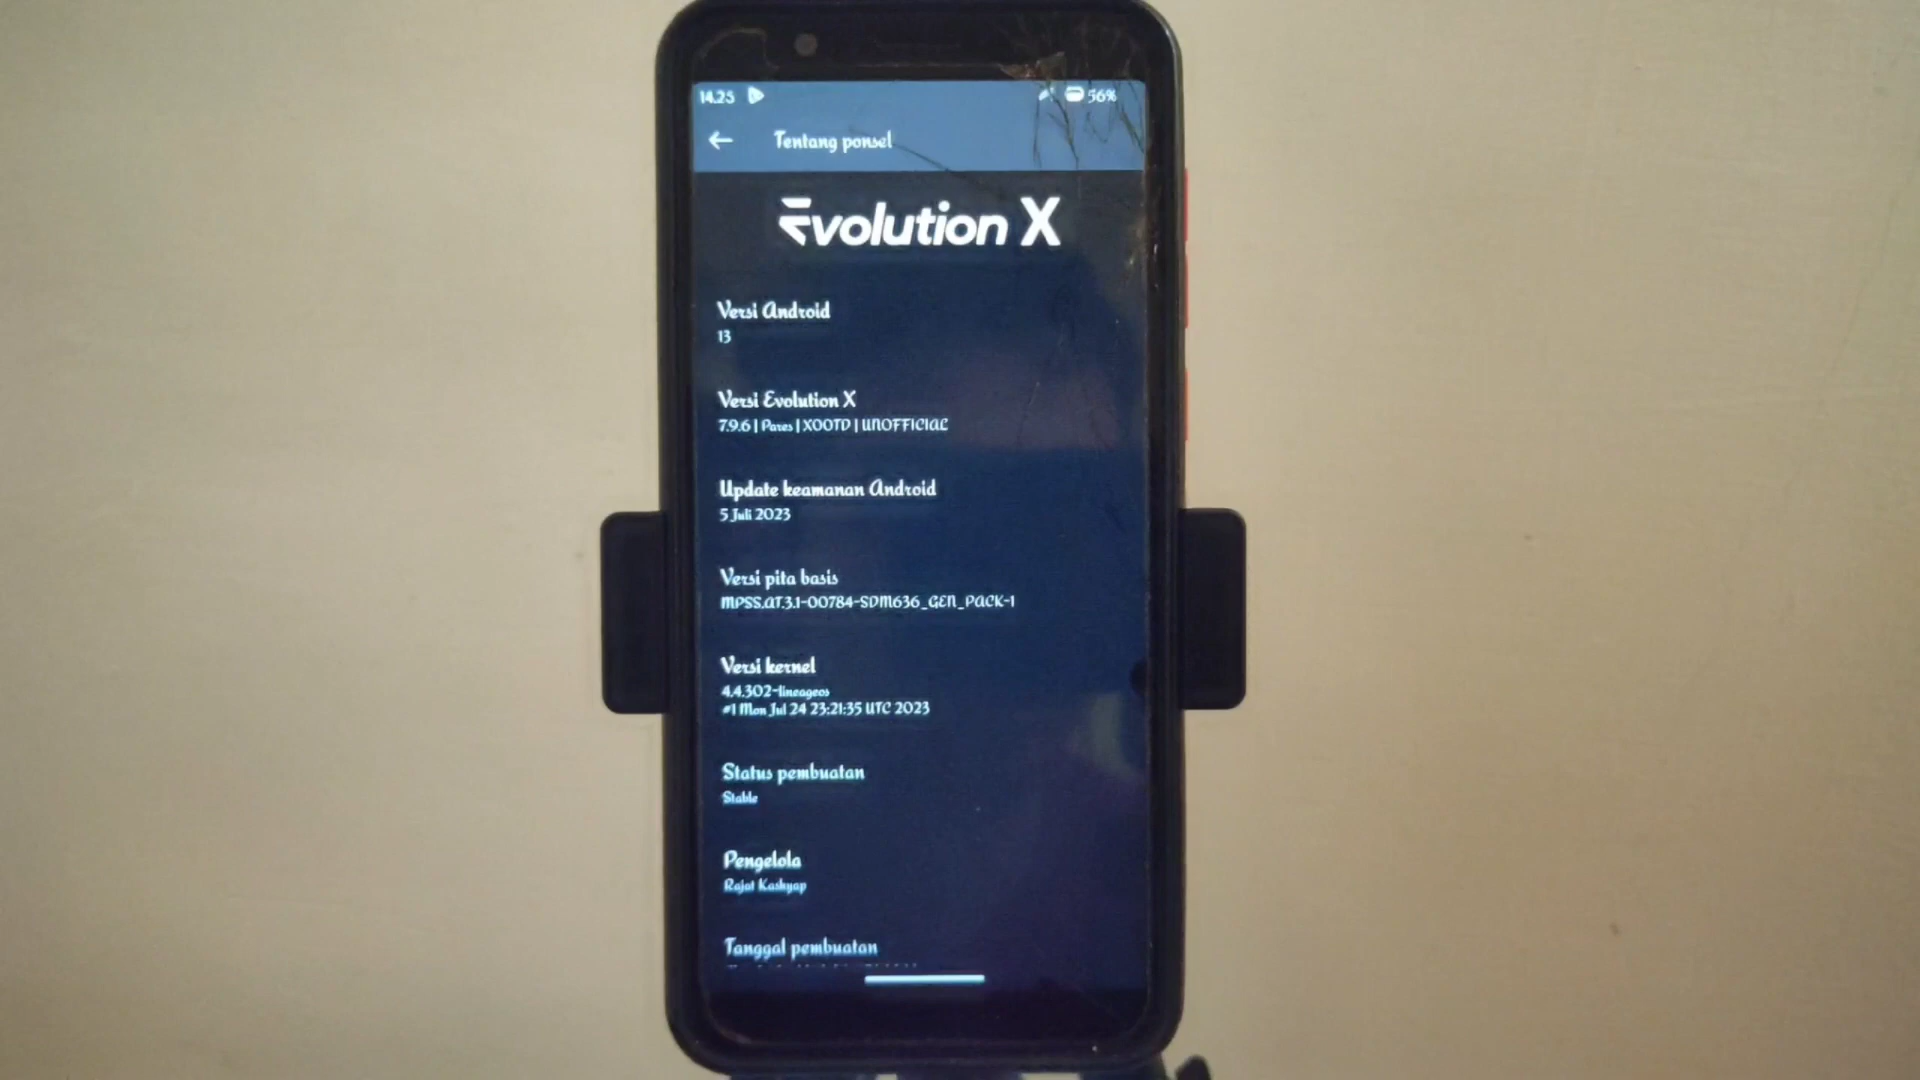 14.25
56%
Tentang ponsel
Evolution X
Versi Android
13
Versi Evolution X
7.9.6 | Pares | X00TD | UNOFFICIAL
Update keamanan Android
5 Juli 2023
Versi pita basis
MPSS.AT.3.1-00784-SDM636_GEN_PACK-1
Versi kernel
4.4.302-lineageos
#1 Mon Jul 24 23:21:35 UTC 2023
Status pembuatan
Stable
Pengelola
Rajat Kashyap
Tanggal pembuatan